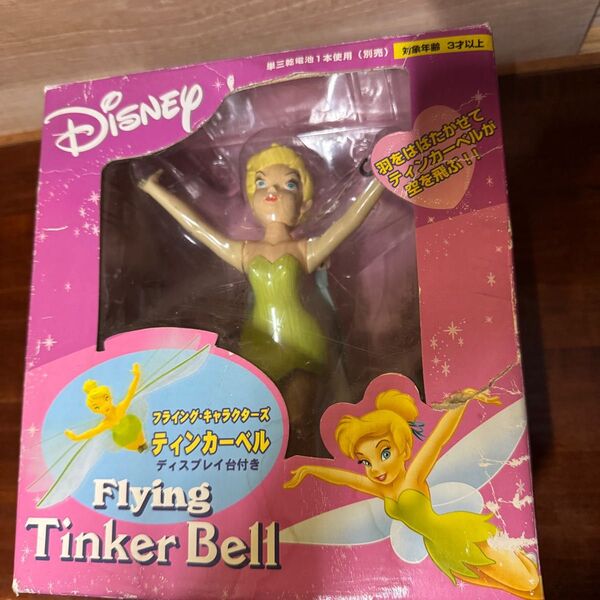 単三乾電池1本使用(別売)
対象年齢 3才以上
DISNEY
羽をはばたかせて
ティンカーベルが
空を飛ぶ!!
フライング・キャラクターズ
ティンカーベル
ディスプレイ台付き
Flying
Tinker Bell